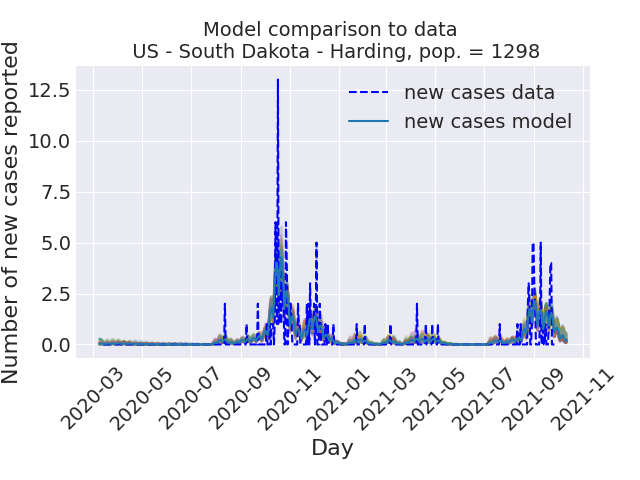 Model comparison to data
US - South Dakota - Harding, pop. = 1298
Number of new cases reported
12.5
10.0
7.5
5.0
2.5
0.0
new cases data
new cases model
2020-03
2020-05
2020-07
2020-09
2020-11
2021-01
2021-03
2021-05
2021-07
2021-09
2021-11
Day